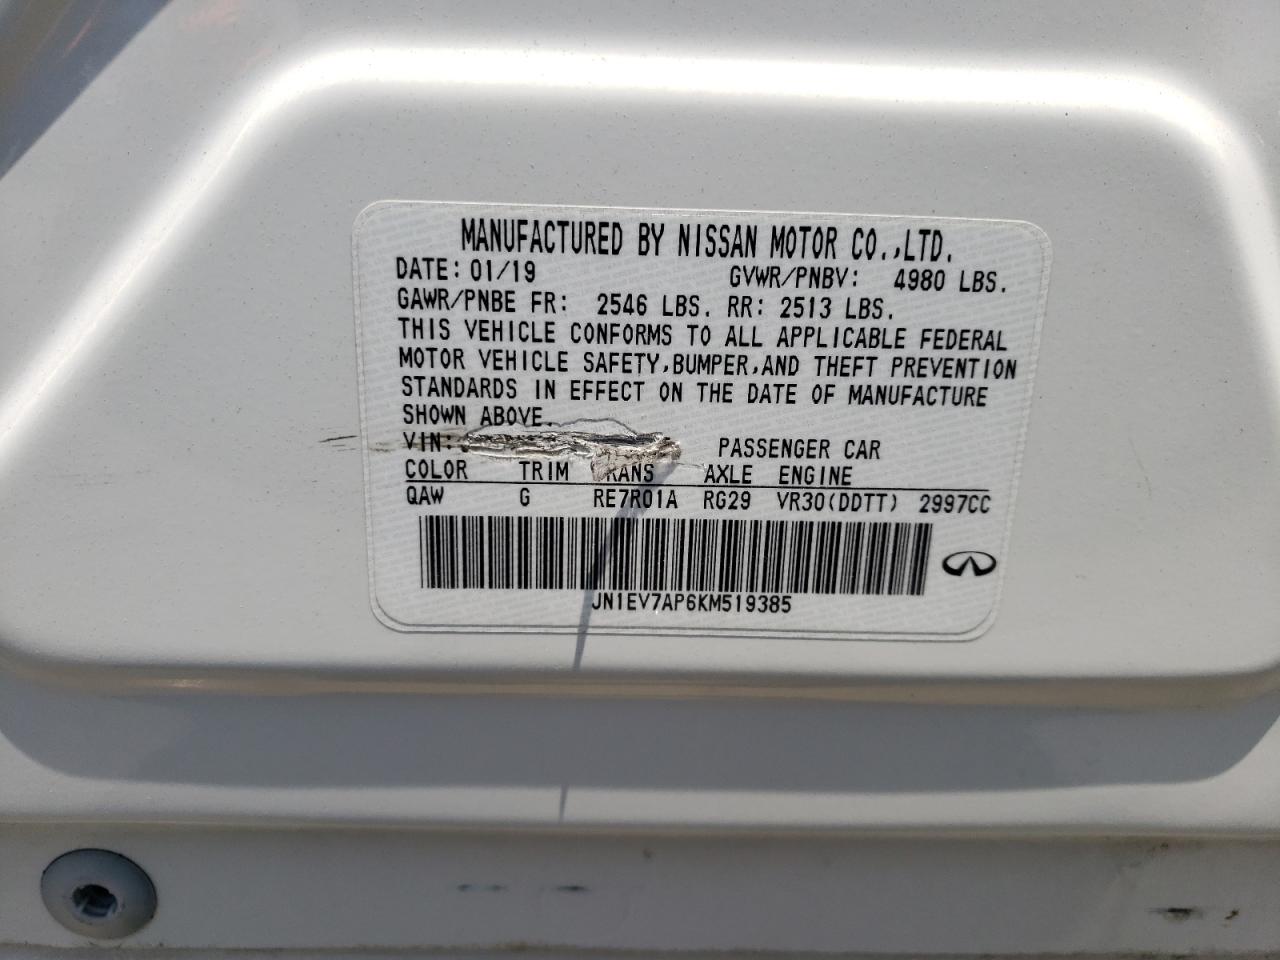 MANUFACTURED BY NISSAN MOTOR CO.,LTD.
DATE: 01/19 GVWR/PNBV: 4980 LBS.
GAWR/PNBE FR: 2546 LBS. RR: 2513 LBS.
THIS VEHICLE CONFORMS TO ALL APPLICABLE FEDERAL
MOTOR VEHICLE SAFETY,BUMPER,AND THEFT PREVENTION
STANDARDS IN EFFECT ON THE DATE OF MANUFACTURE
SHOWN ABOVE.
VIN: PASSENGER CAR
COLOR TRIM TRANS AXLE ENGINE
QAW G RE7R01A RG29 VR30(DDTT) 2997CC
JN1EV7AP6KM519385